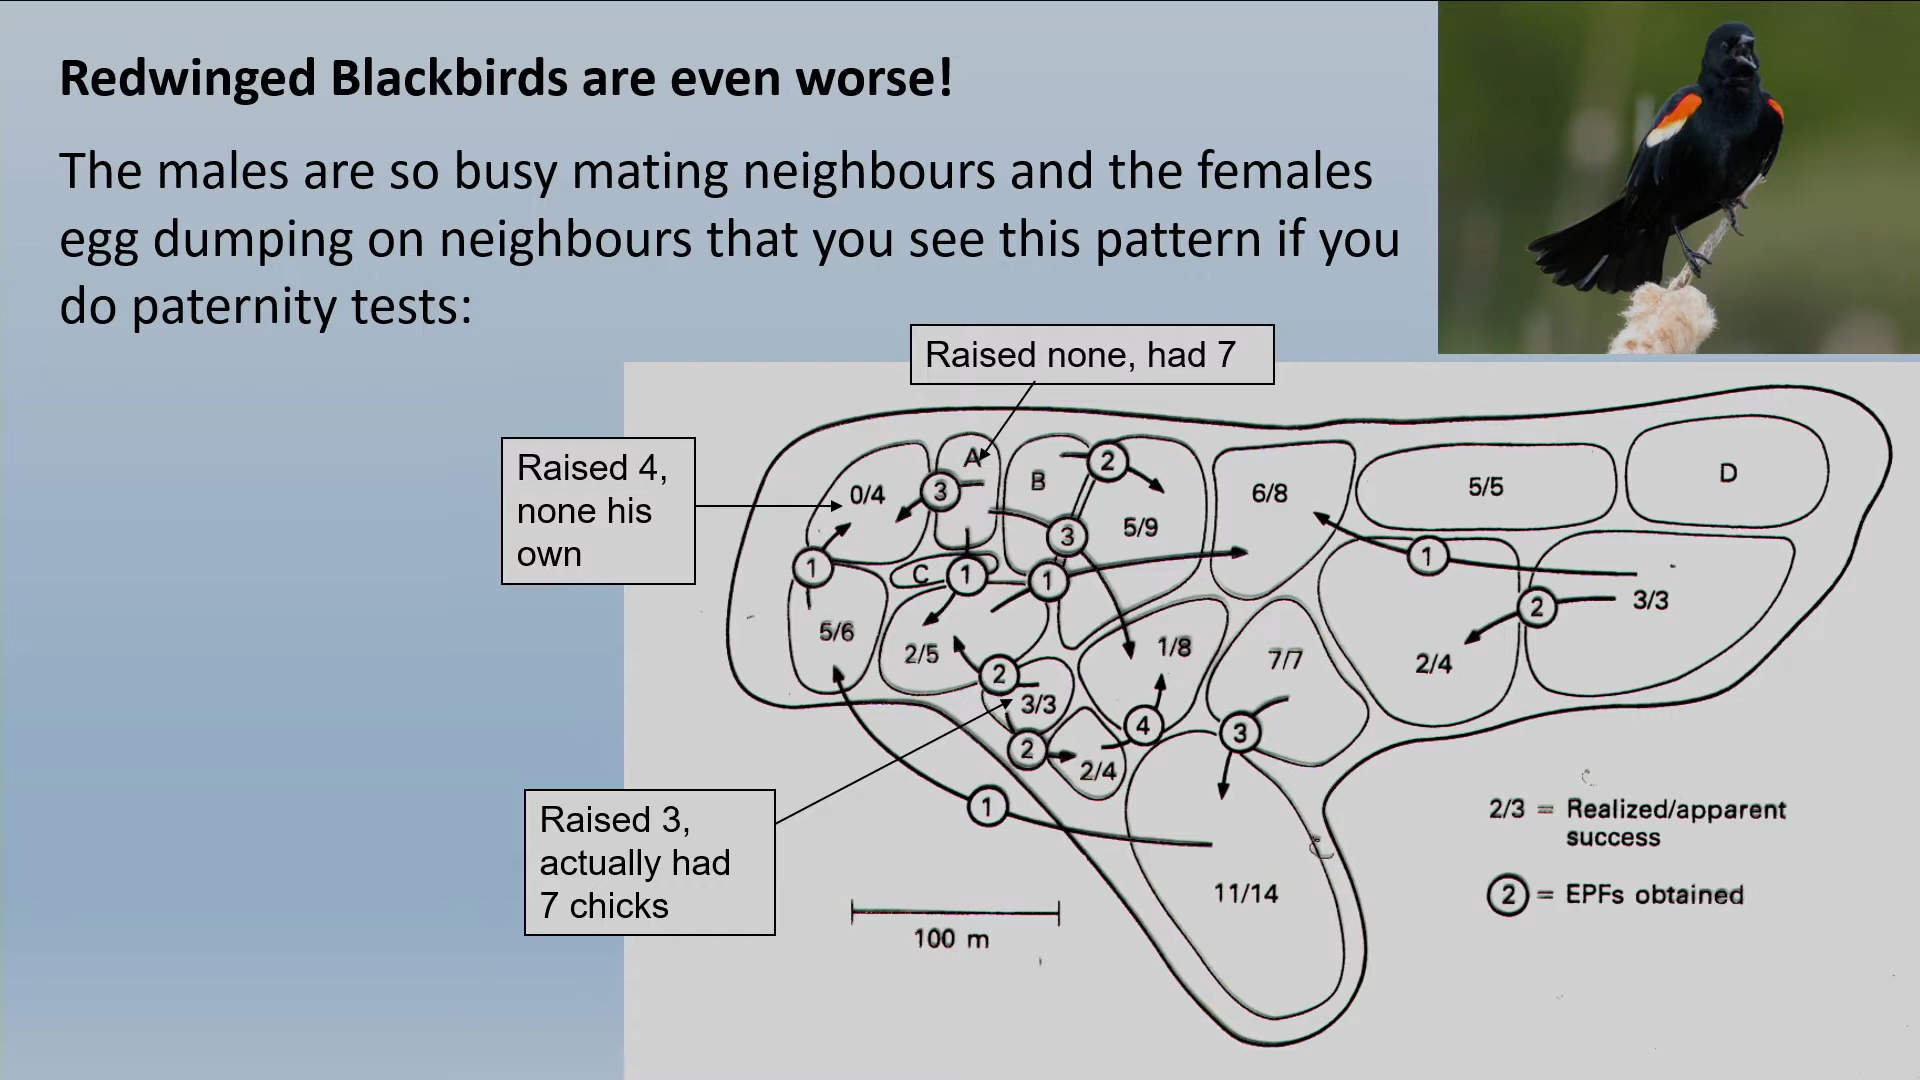 Redwinged Blackbirds are even worse!
The males are so busy mating neighbours and the females
egg dumping on neighbours that you see this pattern if you
do paternity tests:
Raised none, had 7
Raised 4,
none his
own
Raised 3,
actually had
7 chicks
A
B
2
0/4
3
5/9
6/8
5/5
D
3
1
C
1
1
1
5/6
2/5
2
3/3
1/8
7/7
2/4
2
3/3
2
2/4
4
3
1
11/14
100 m
2/3 = Realized/apparent
success
2 = EPFs obtained